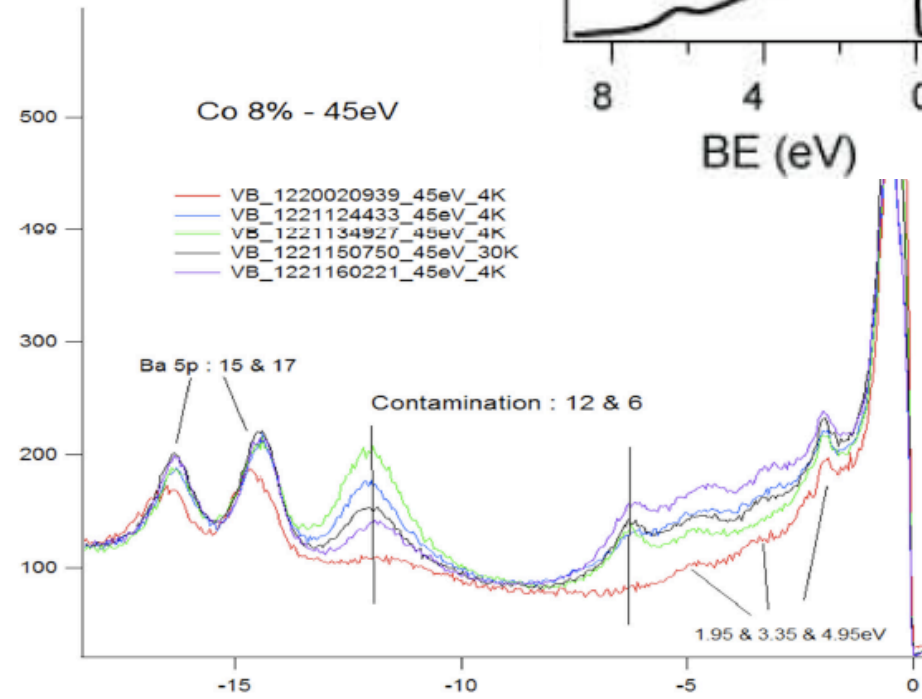 8 4 0
BE (eV)
Co 8% - 45eV
500
VB_1220020939_45eV_4K
VB_1221124433_45eV_4K
400
VB_1221134927_45eV_4K
VB_1221150750_45eV_30K
VB_1221160221_45eV_4K
300
Ba 5p : 15 & 17
Contamination : 12 & 6
200
100
1.95 & 3.35 & 4.95eV
-15 -10 -5 0